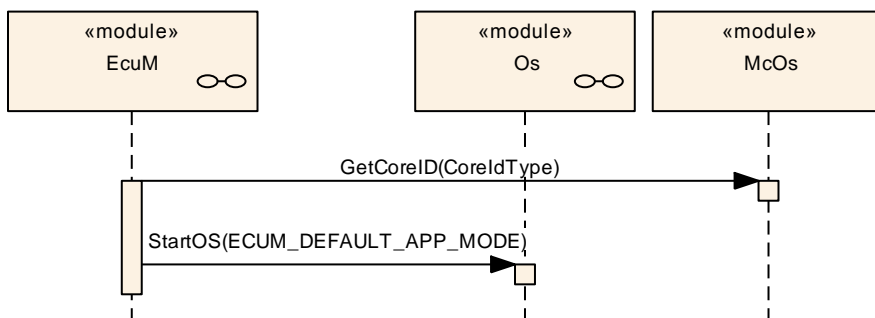 «module»
EcuM
«module»
Os
«module»
McOs
GetCoreID(CoreIdType)
StartOS(ECUM_DEFAULT_APP_MODE)